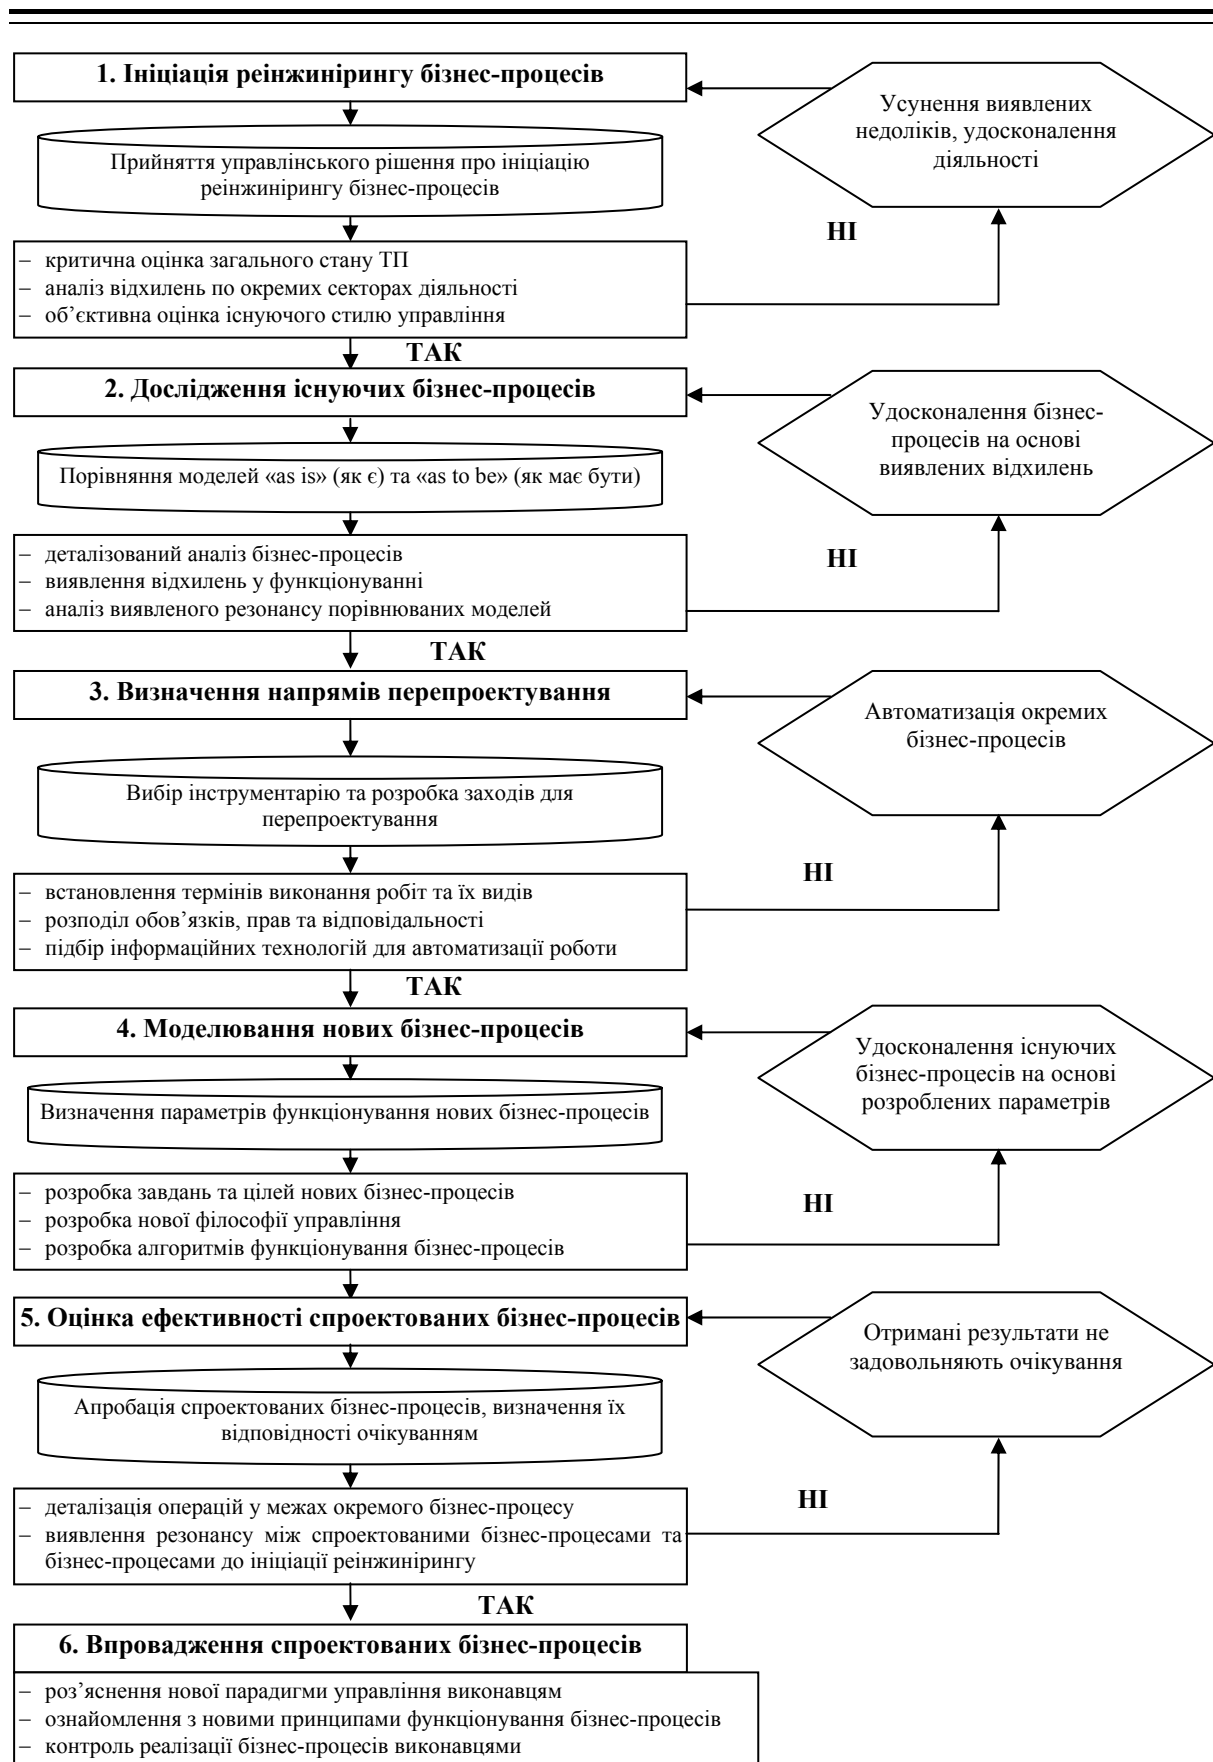 1. Ініціація реінжинірингу бізнес-процесів
Усунення виявлених
недоліків, удосконалення
діяльності
Прийняття управлінського рішення про ініціацію
реінжинірингу бізнес-процесів
НІ
– критична оцінка загального стану ТП
– аналіз відхилень по окремих секторах діяльності
– об’єктивна оцінка існуючого стилю управління
ТАК
2. Дослідження існуючих бізнес-процесів
Удосконалення бізнес-
процесів на основі
виявлених відхилень
Порівняння моделей «as is» (як є) та «as to be» (як має бути)
НІ
– деталізований аналіз бізнес-процесів
– виявлення відхилень у функціонуванні
– аналіз виявленого резонансу порівнюваних моделей
ТАК
3. Визначення напрямів перепроектування
Автоматизація окремих
бізнес-процесів
Вибір інструментарію та розробка заходів для
перепроектування
НІ
– встановлення термінів виконання робіт та їх видів
– розподіл обов’язків, прав та відповідальності
– підбір інформаційних технологій для автоматизації роботи
ТАК
4. Моделювання нових бізнес-процесів
Удосконалення існуючих
бізнес-процесів на основі
розроблених параметрів
Визначення параметрів функціонування нових бізнес-процесів
НІ
– розробка завдань та цілей нових бізнес-процесів
– розробка нової філософії управління
– розробка алгоритмів функціонування бізнес-процесів
5. Оцінка ефективності спроектованих бізнес-процесів
Отримані результати не
задовольняють очікування
Апробація спроектованих бізнес-процесів, визначення їх
відповідності очікуванням
НІ
– деталізація операцій у межах окремого бізнес-процесу
– виявлення резонансу між спроектованими бізнес-процесами та
бізнес-процесами до ініціації реінжинірингу
ТАК
6. Впровадження спроектованих бізнес-процесів
– роз’яснення нової парадигми управління виконавцям
– ознайомлення з новими принципами функціонування бізнес-процесів
– контроль реалізації бізнес-процесів виконавцями